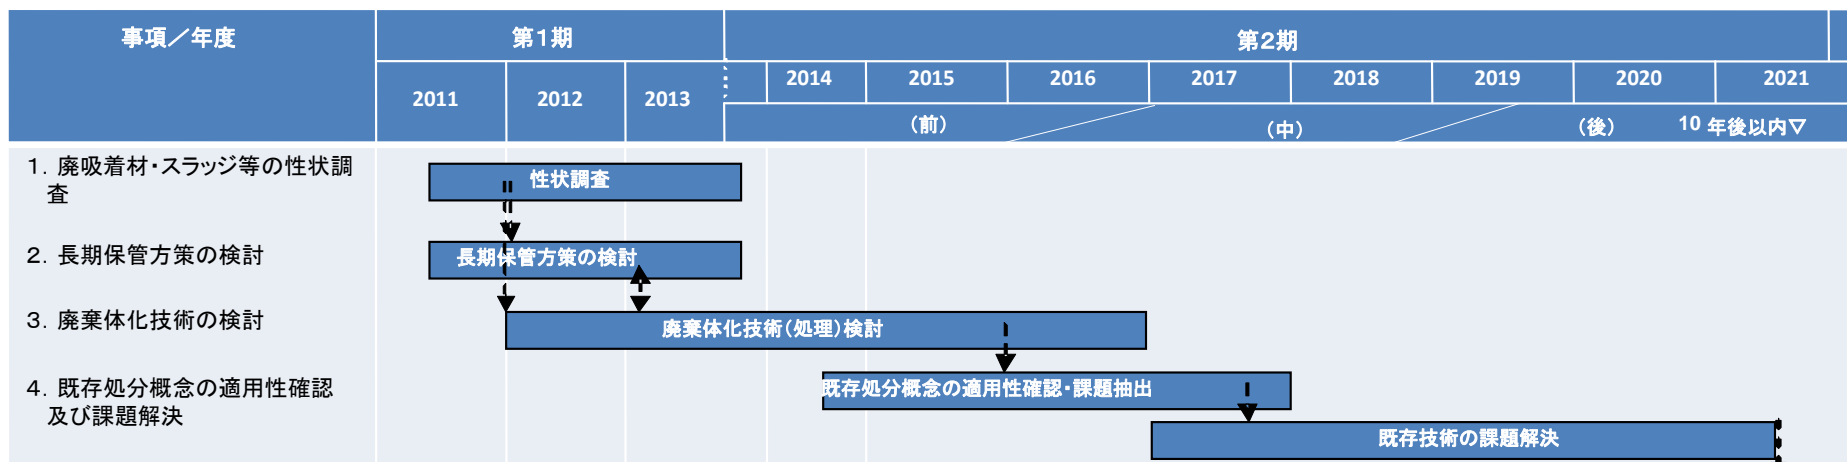 事項／年度
第１期
第２期
2011
2012
2013
2014
2015
2016
2017
2018
2019
2020
2021
（前）
（中）
（後）
10 年後以内▽
１．廃吸着材・スラッジ等の性状調
査
性状調査
２．長期保管方策の検討
長期保管方策の検討
３．廃棄体化技術の検討
廃棄体化技術（処理）検討
４．既存処分概念の適用性確認
及び課題解決
既存処分概念の適用性確認・課題抽出
既存技術の課題解決